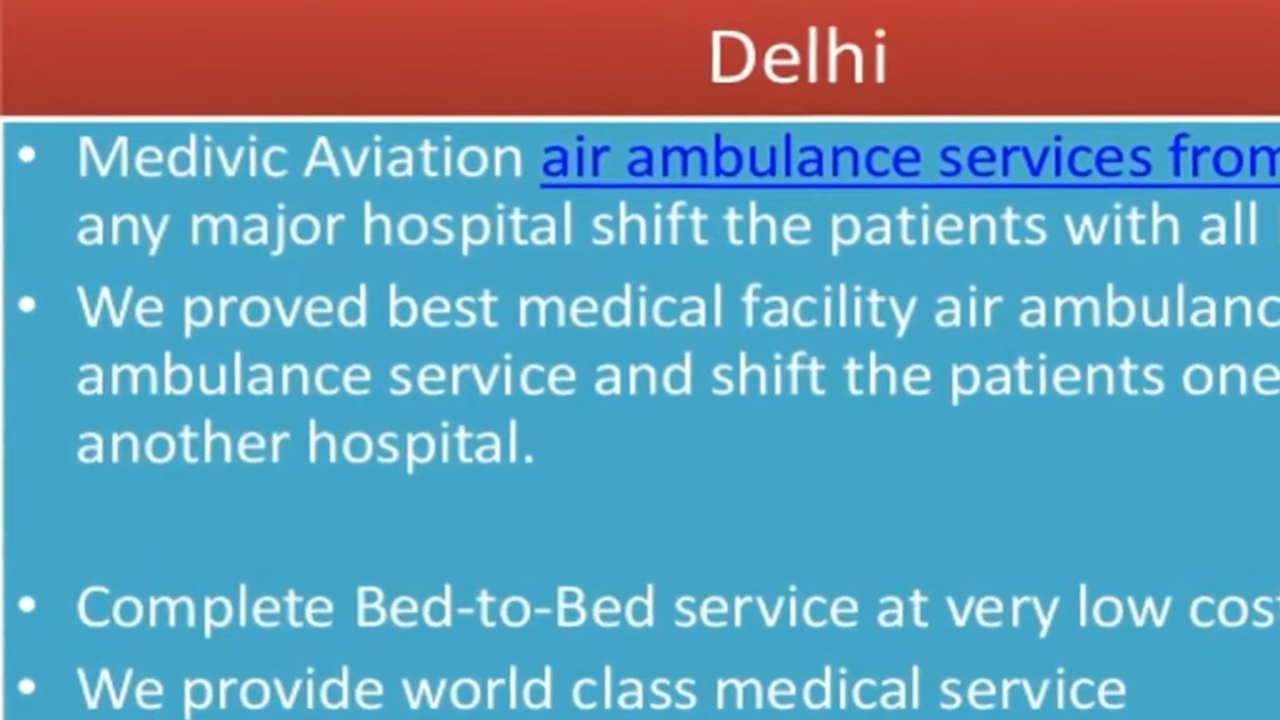 Delhi
• Medivic Aviation air ambulance services from
any major hospital shift the patients with all
• We proved best medical facility air ambulanc
ambulance service and shift the patients one
another hospital.
• Complete Bed-to-Bed service at very low cos
• We provide world class medical service